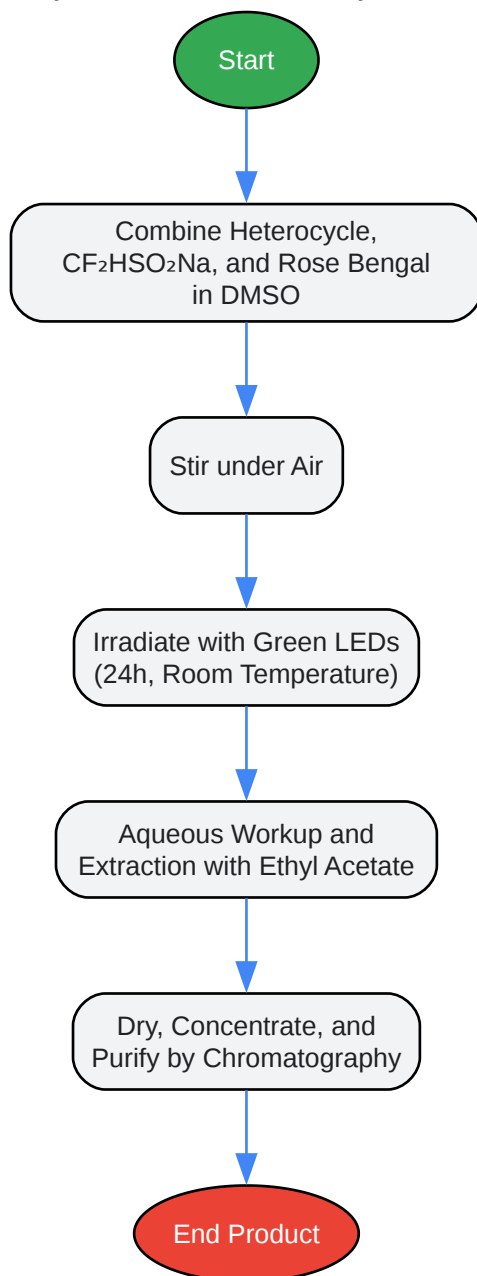 Start
Combine Heterocycle,
CF₂HSO₂Na, and Rose Bengal
in DMSO
Stir under Air
Irradiate with Green LEDs
(24h, Room Temperature)
Aqueous Workup and
Extraction with Ethyl Acetate
Dry, Concentrate, and
Purify by Chromatography
End Product